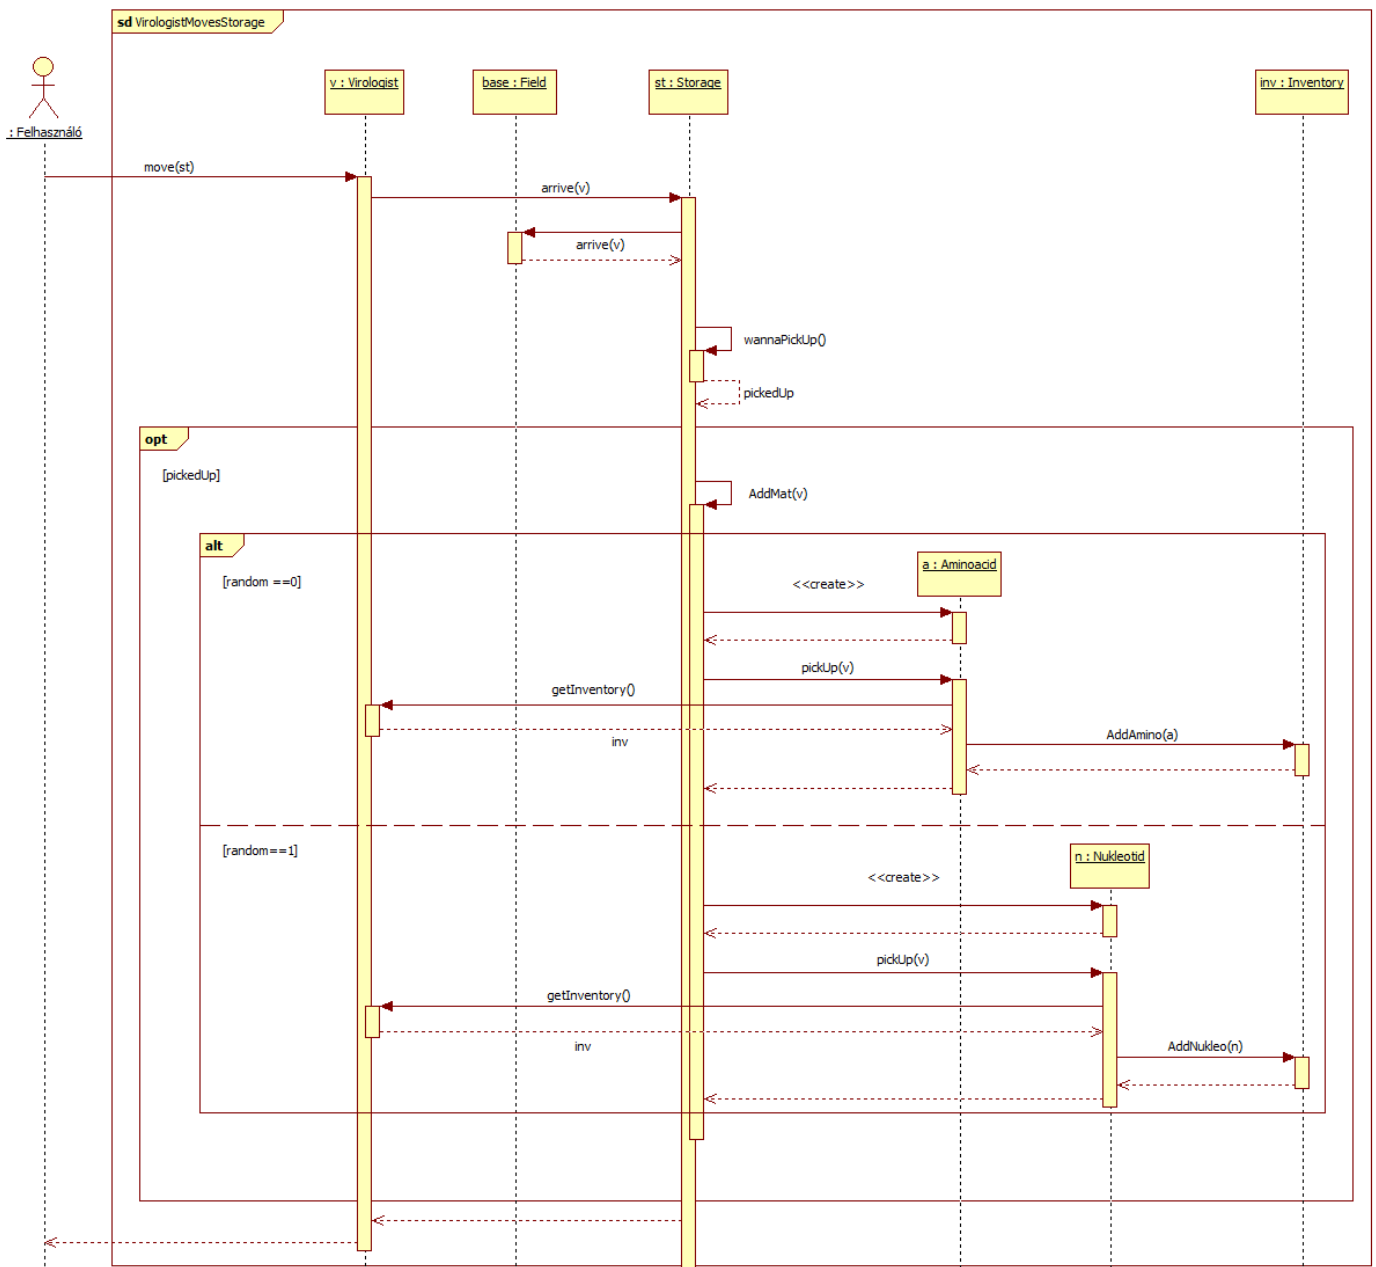 sd VirologistMovesStorage
: Felhasználó
v : Virologist
base : Field
st : Storage
inv : Inventory
move(st)
arrive(v)
arrive(v)
wannaPickUp()
pickedUp
opt
[pickedUp]
AddMat(v)
alt
[random ==0]
a : Aminoacid
<<create>>
pickUp(v)
getInventory()
inv
AddAmino(a)
[random==1]
n : Nukleotid
<<create>>
pickUp(v)
getInventory()
inv
AddNukleo(n)